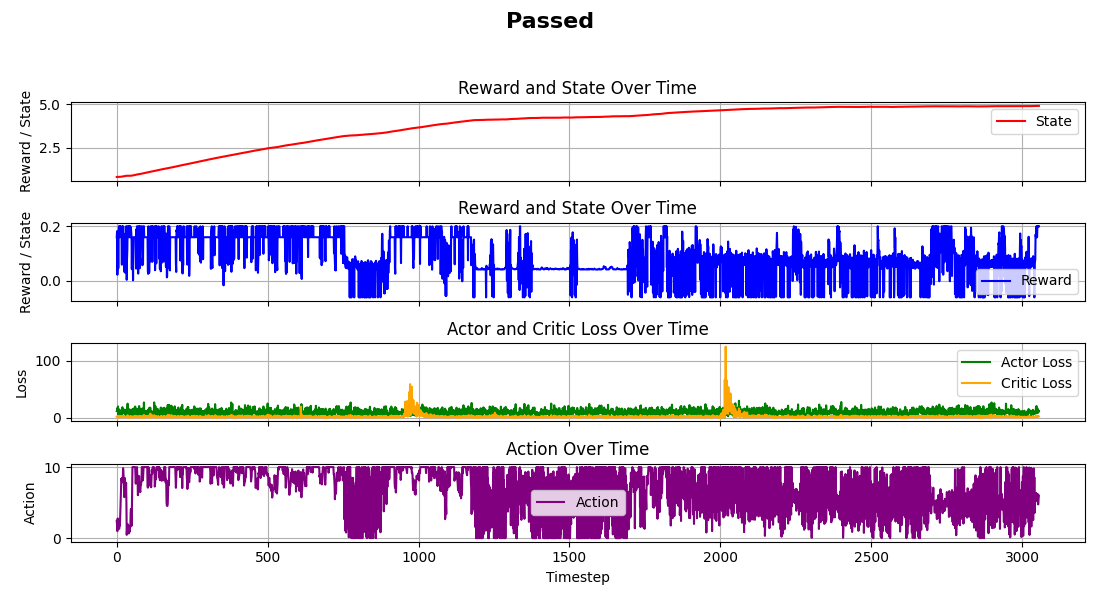 Passed
Reward and State Over Time
Reward / State
5.0
2.5
State
Reward and State Over Time
Reward / State
0.2
0.0
Reward
Actor and Critic Loss Over Time
Loss
100
0
Actor Loss
Critic Loss
Action Over Time
Action
10
0
Action
0 500 1000 1500 2000 2500 3000
Timestep